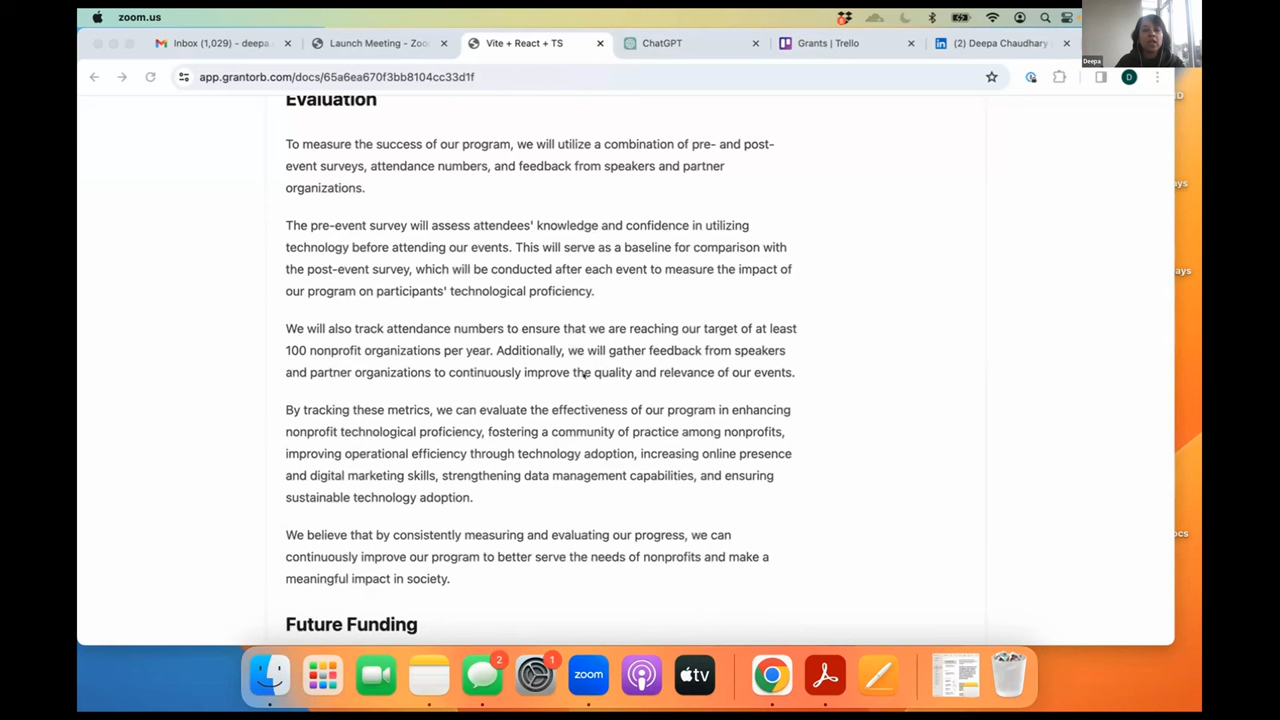 zoom.us
Inbox (1,029) - deepa
Launch Meeting - Zoo
Vite + React + TS
ChatGPT
Grants | Trello
(2) Deepa Chaudhary
Deepa
app.grantorb.com/docs/65a6ea670f3bb8104cc33d1f
D
Evaluation
To measure the success of our program, we will utilize a combination of pre- and post-
event surveys, attendance numbers, and feedback from speakers and partner
organizations.
The pre-event survey will assess attendees' knowledge and confidence in utilizing
technology before attending our events. This will serve as a baseline for comparison with
the post-event survey, which will be conducted after each event to measure the impact of
our program on participants' technological proficiency.
We will also track attendance numbers to ensure that we are reaching our target of at least
100 nonprofit organizations per year. Additionally, we will gather feedback from speakers
and partner organizations to continuously improve the quality and relevance of our events.
By tracking these metrics, we can evaluate the effectiveness of our program in enhancing
nonprofit technological proficiency, fostering a community of practice among nonprofits,
improving operational efficiency through technology adoption, increasing online presence
and digital marketing skills, strengthening data management capabilities, and ensuring
sustainable technology adoption.
We believe that by consistently measuring and evaluating our progress, we can
continuously improve our program to better serve the needs of nonprofits and make a
meaningful impact in society.
Future Funding
2
1
zoom
tv